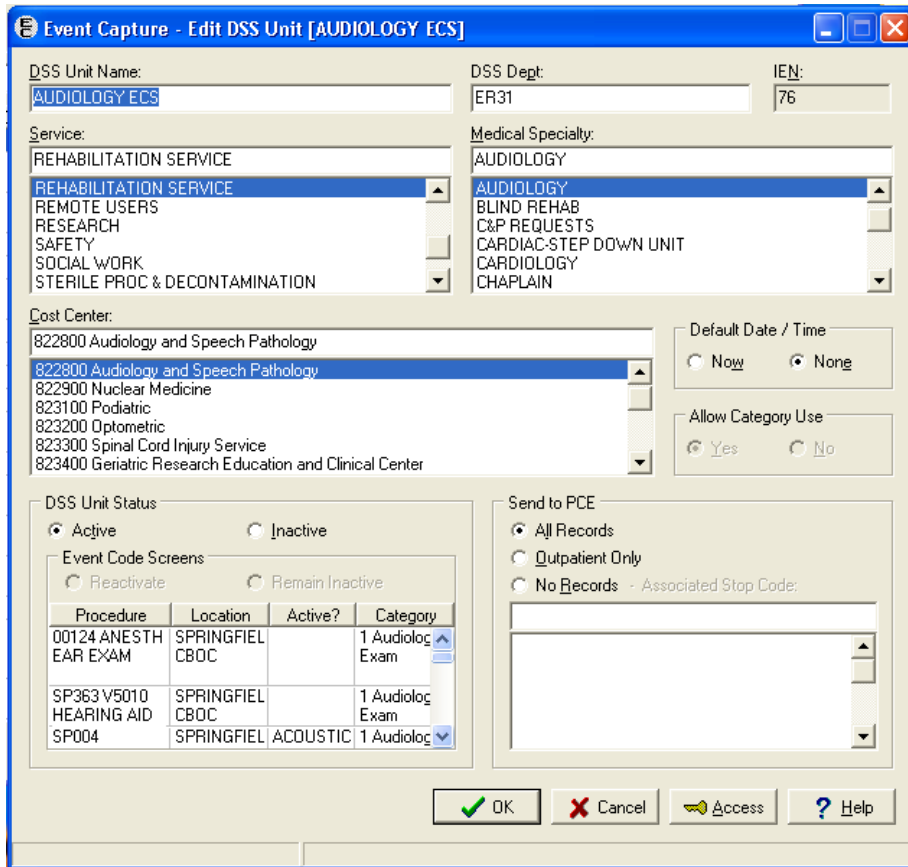 Event Capture - Edit DSS Unit [AUDIOLOGY ECS]
DSS Unit Name:
AUDIOLOGY ECS
DSS Dept:
ER31
IEN:
76
Service:
REHABILITATION SERVICE
REHABILITATION SERVICE
REMOTE USERS
RESEARCH
SAFETY
SOCIAL WORK
STERILE PROC & DECONTAMINATION
Medical Specialty:
AUDIOLOGY
AUDIOLOGY
BLIND REHAB
C&P REQUESTS
CARDIAC-STEP DOWN UNIT
CARDIOLOGY
CHAPLAIN
Cost Center:
822800 Audiology and Speech Pathology
822800 Audiology and Speech Pathology
822900 Nuclear Medicine
823100 Podiatric
823200 Optometric
823300 Spinal Cord Injury Service
823400 Geriatric Research Education and Clinical Center
Default Date / Time
Now None
Allow Category Use
Yes No
DSS Unit Status
Active Inactive
Event Code Screens
Reactivate Remain Inactive
Procedure Location Active? Category
00124 ANESTH SPRINGFIEL 1 Audiolog
EAR EXAM CBOC Exam
SP363 V5010 SPRINGFIEL 1 Audiolog
HEARING AID CBOC Exam
SP004 SPRINGFIEL ACOUSTIC 1 Audiolog
Send to PCE
All Records
Outpatient Only
No Records - Associated Stop Code:
OK Cancel Access ? Help